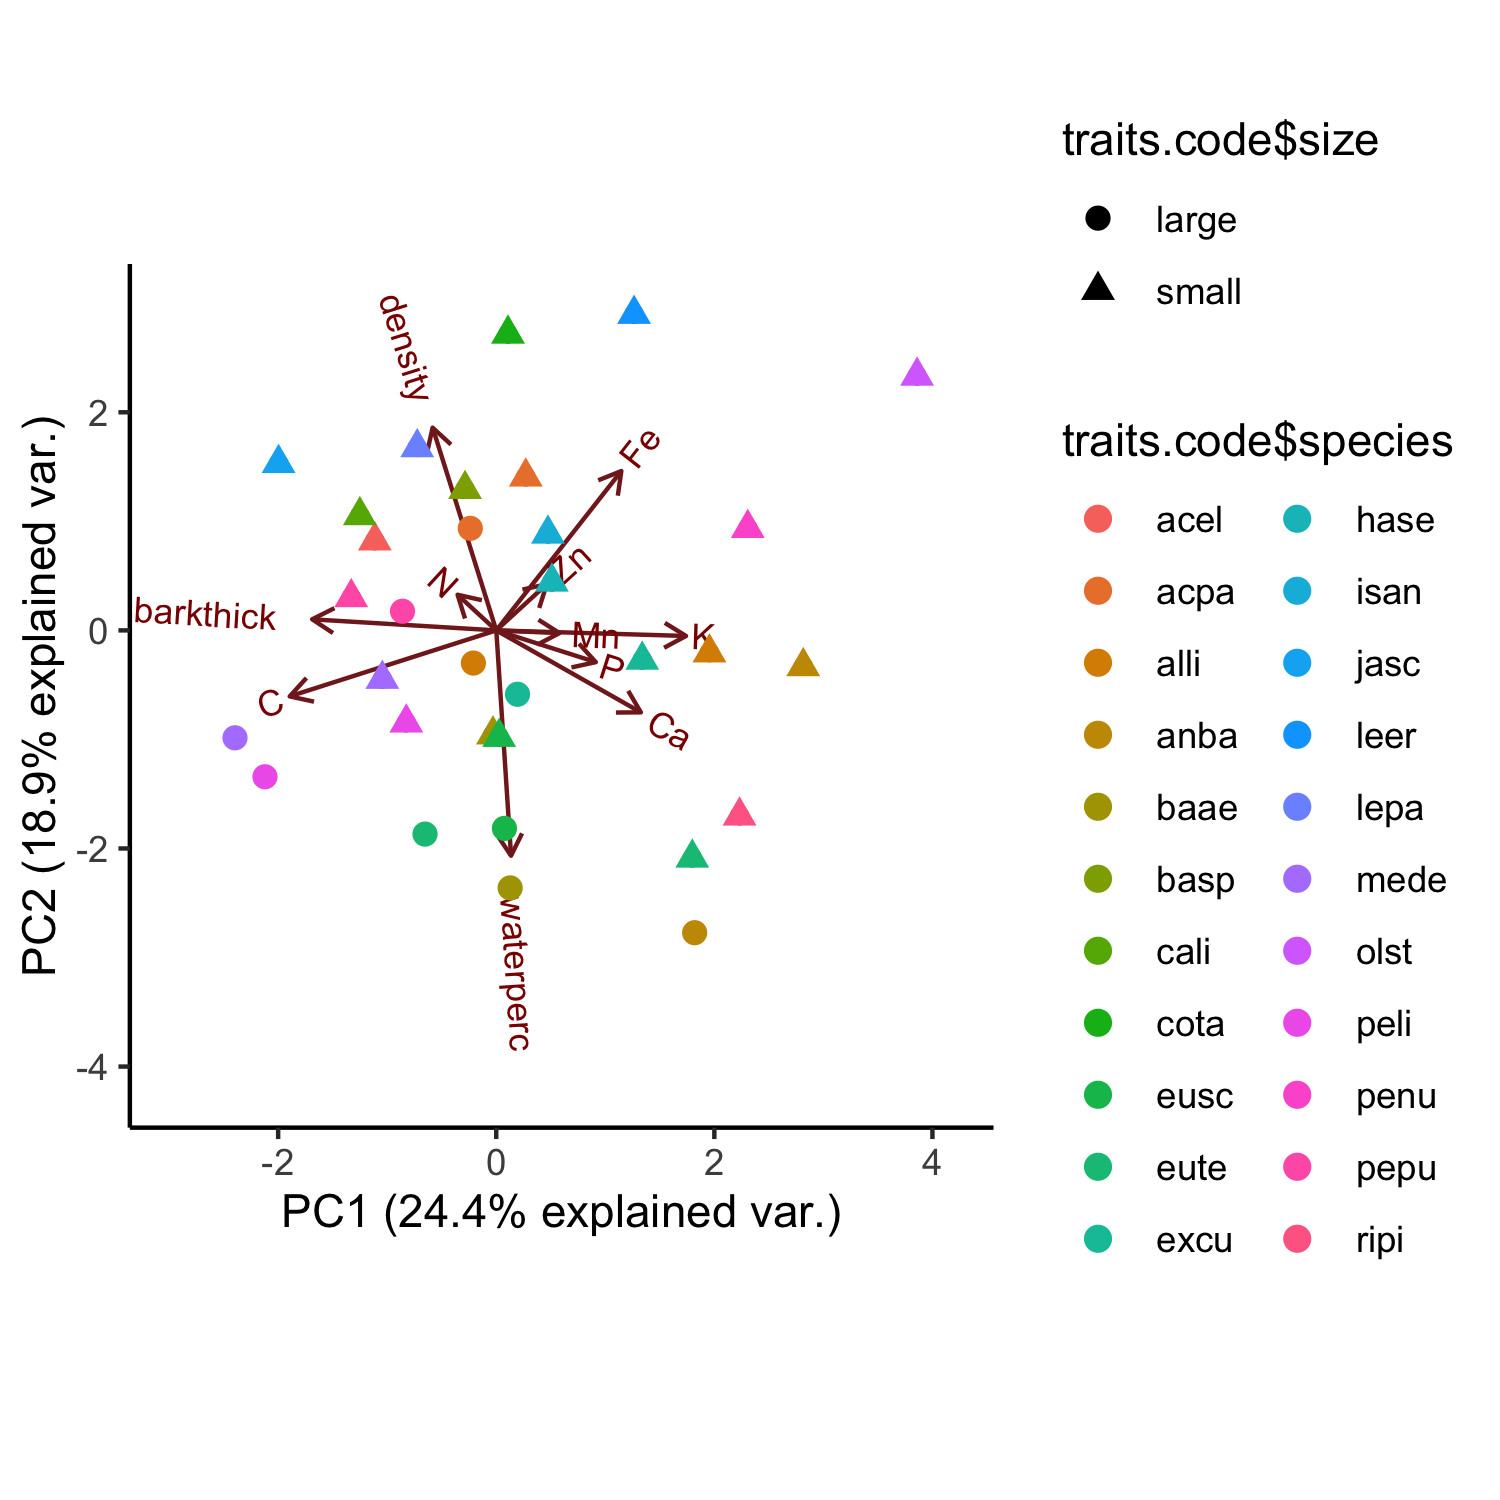 traits.code$size
large
small
traits.code$species
acel
acpa
alli
anba
baae
basp
cali
cota
eusc
eute
excu
hase
isan
jasc
leer
lepa
mede
olst
peli
penu
pepu
ripi
PC2 (18.9% explained var.)
2
0
-2
-4
density
Fe
Zn
N
barkthick
Mn
K
P
C
Ca
waterperc
-2
0
2
4
PC1 (24.4% explained var.)